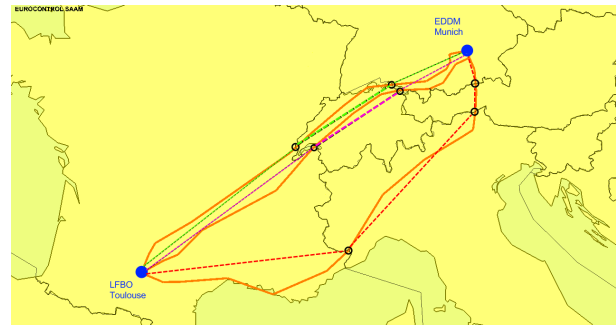 EUROCONTROL SAAM
EDDM
Munich
LFBO
Toulouse